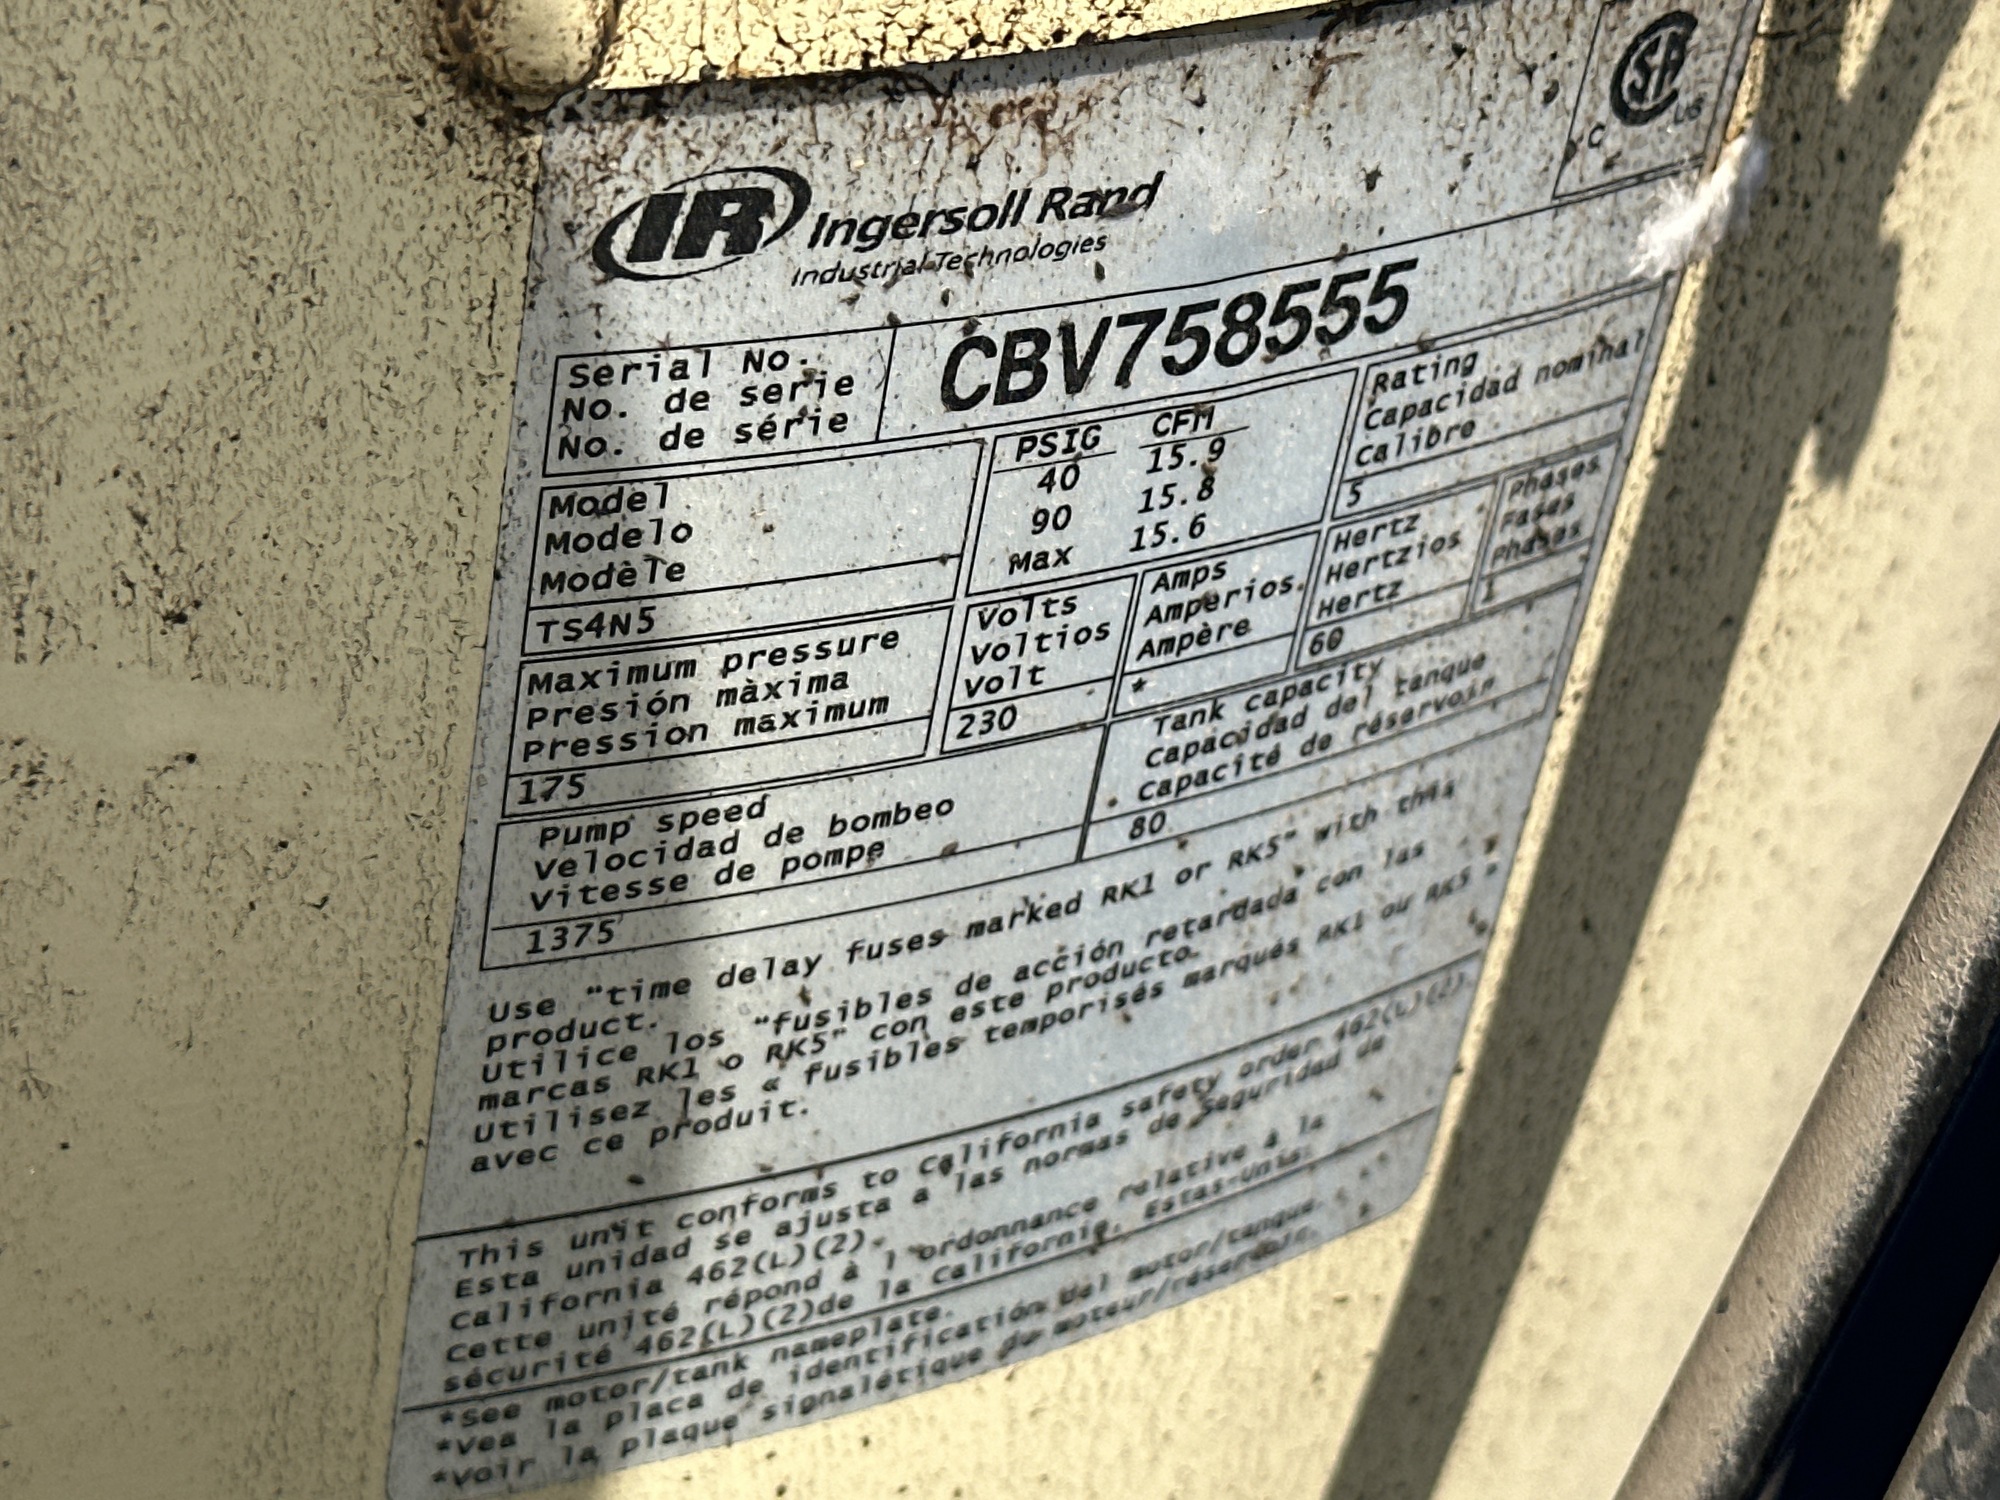 C SA US
IR Ingersoll Rand
Industrial Technologies
Serial No.
No. de serie
No. de série
CBV758555
Model
Modelo
Modèle
TS4N5
PSIG CFM
40 15.9
90 15.8
Max 15.6
Rating
Capacidad nominal
Calibre
5
Maximum pressure
Presión màxima
Pression maximum
175
Volts
Voltios
Volt
230
Amps
Amperios.
Ampère
*
Hertz
Hertzios
Hertz
60
Phases
Fases
Phases
1
Pump speed
Velocidad de bombeo
Vitesse de pompe
1375
Tank capacity
Capacidad del tanque
Capacité de réservoir
80
Use "time delay fuses marked RK1 or RK5" with this
product.
Utilice los "fusibles de acción retardada con las
marcas RK1 o RK5" con este producto.
Utilisez les « fusibles temporisés marqués RK1 ou RK5 »
avec ce produit.
This unit conforms to California safety order 462(L)(2).
Esta unidad se ajusta a las normas de Seguridad de
California 462(L)(2).
Cette unité répond à l'ordonnance relative à la
sécurité 462(L)(2)de la Californie, Estas-Unis.
*See motor/tank nameplate.
*Vea la placa de identificación del motor/tanque.
*Voir la plaque signalétique du moteur/réservoir.